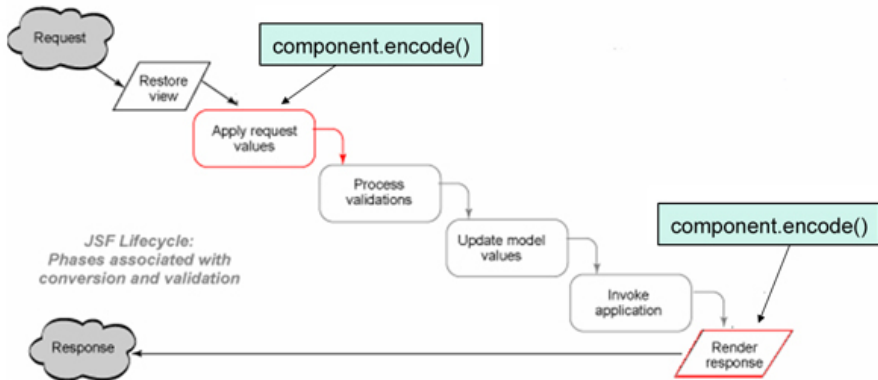 Request
component.encode()
Restore
view
Apply request
values
Process
validations
component.encode()
Update model
values
JSF Lifecycle:
Phases associated with
conversion and validation
Invoke
application
Response
Render
response